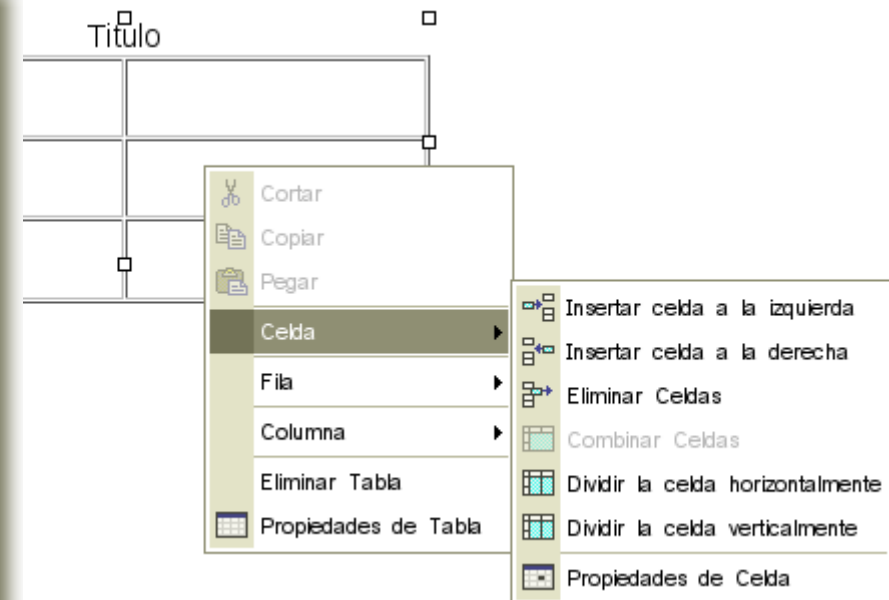 Titulo
Cortar
Copiar
Pegar
Celda
Fila
Columna
Eliminar Tabla
Propiedades de Tabla
Insertar celda a la izquierda
Insertar celda a la derecha
Eliminar Celdas
Combinar Celdas
Dividir la celda horizontalmente
Dividir la celda verticalmente
Propiedades de Celda